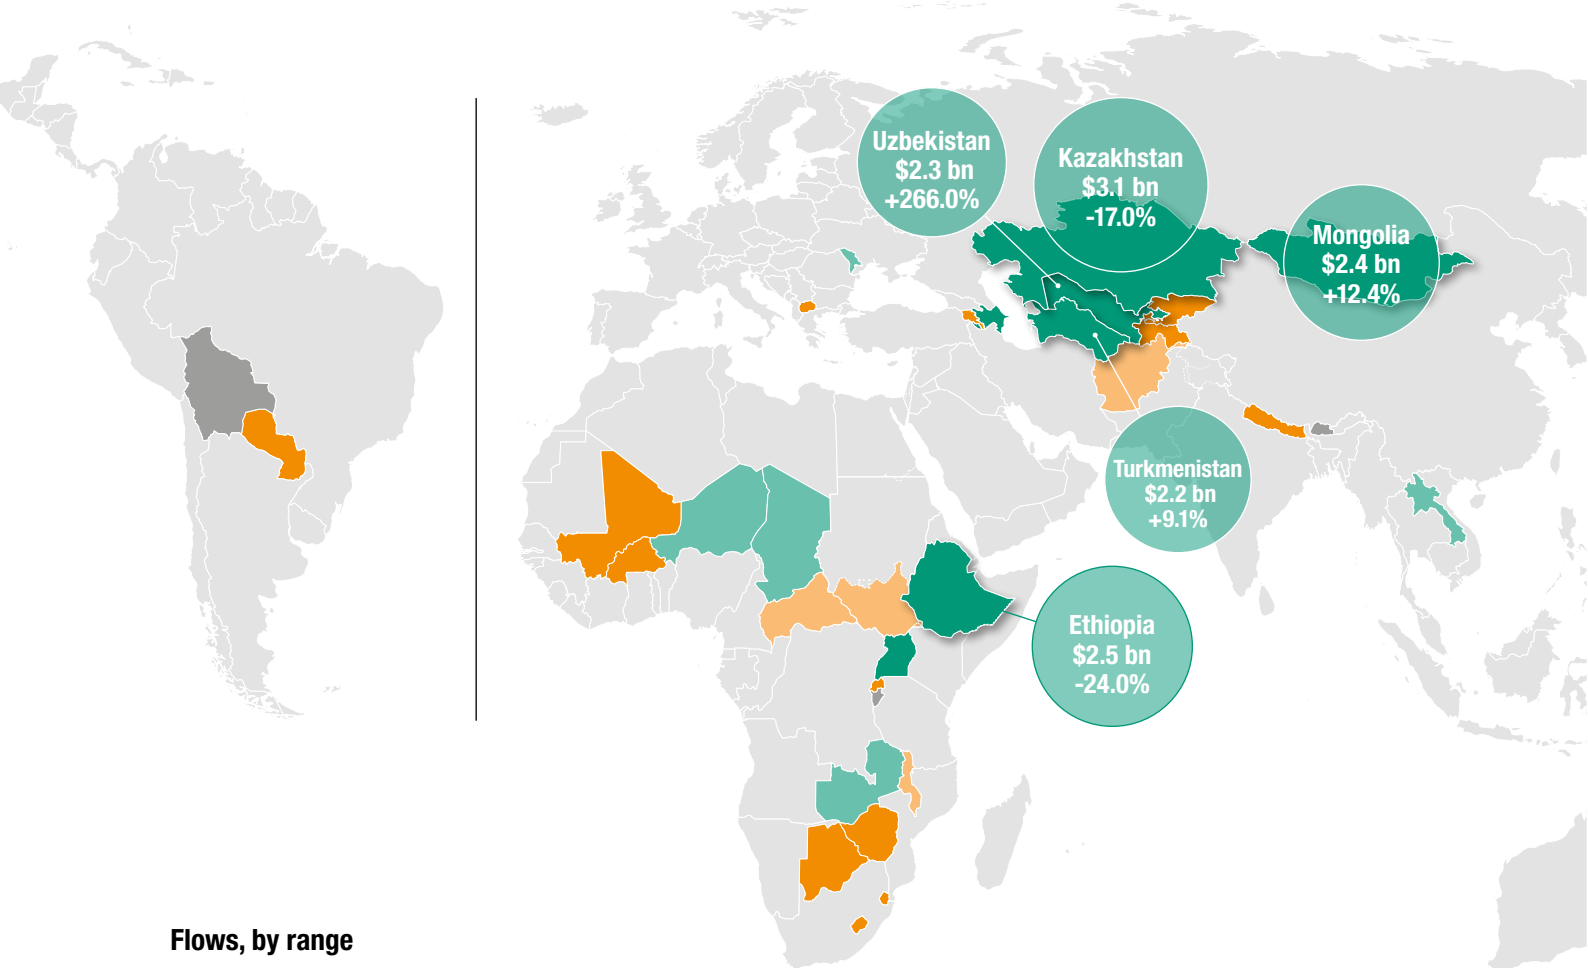 Uzbekistan
$2.3 bn
+266.0%
Kazakhstan
$3.1 bn
-17.0%
Mongolia
$2.4 bn
+12.4%
Turkmenistan
$2.2 bn
+9.1%
Ethiopia
$2.5 bn
-24.0%
Flows, by range